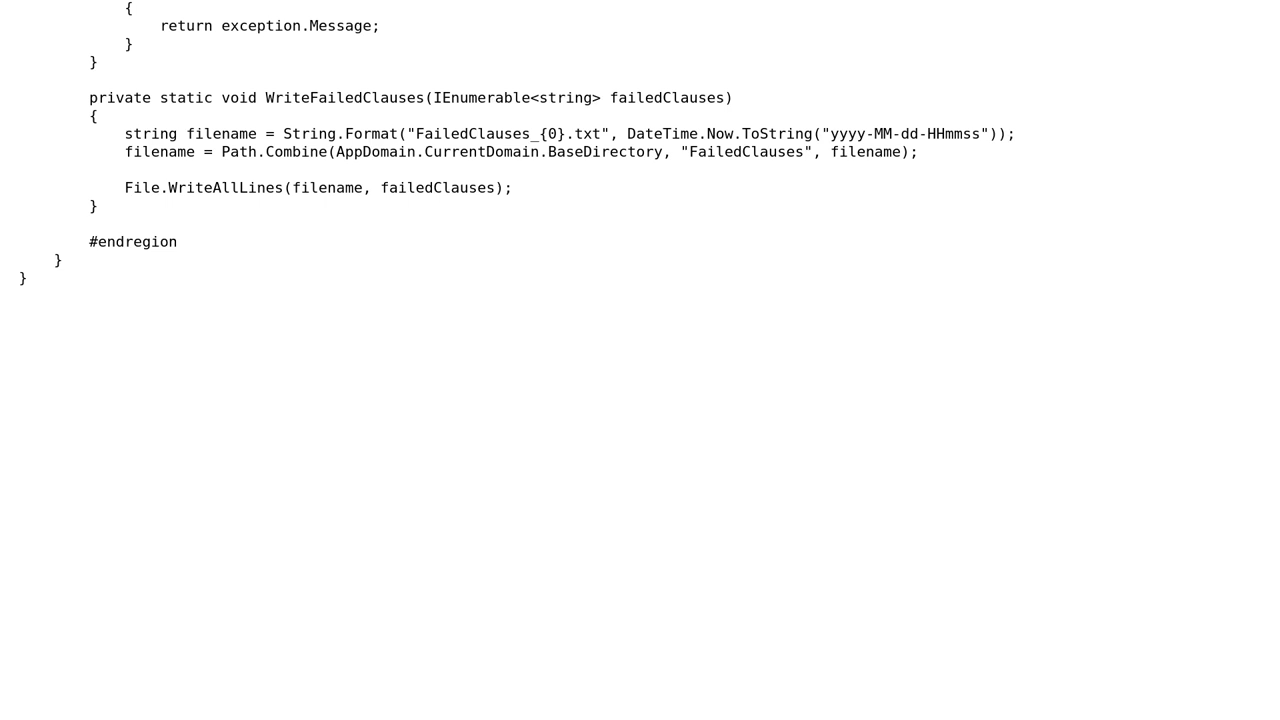 {
                return exception.Message;
            }
        }

        private static void WriteFailedClauses(IEnumerable<string> failedClauses)
        {
            string filename = String.Format("FailedClauses_{0}.txt", DateTime.Now.ToString("yyyy-MM-dd-HHmmss"));
            filename = Path.Combine(AppDomain.CurrentDomain.BaseDirectory, "FailedClauses", filename);

            File.WriteAllLines(filename, failedClauses);
        }

        #endregion
    }
}